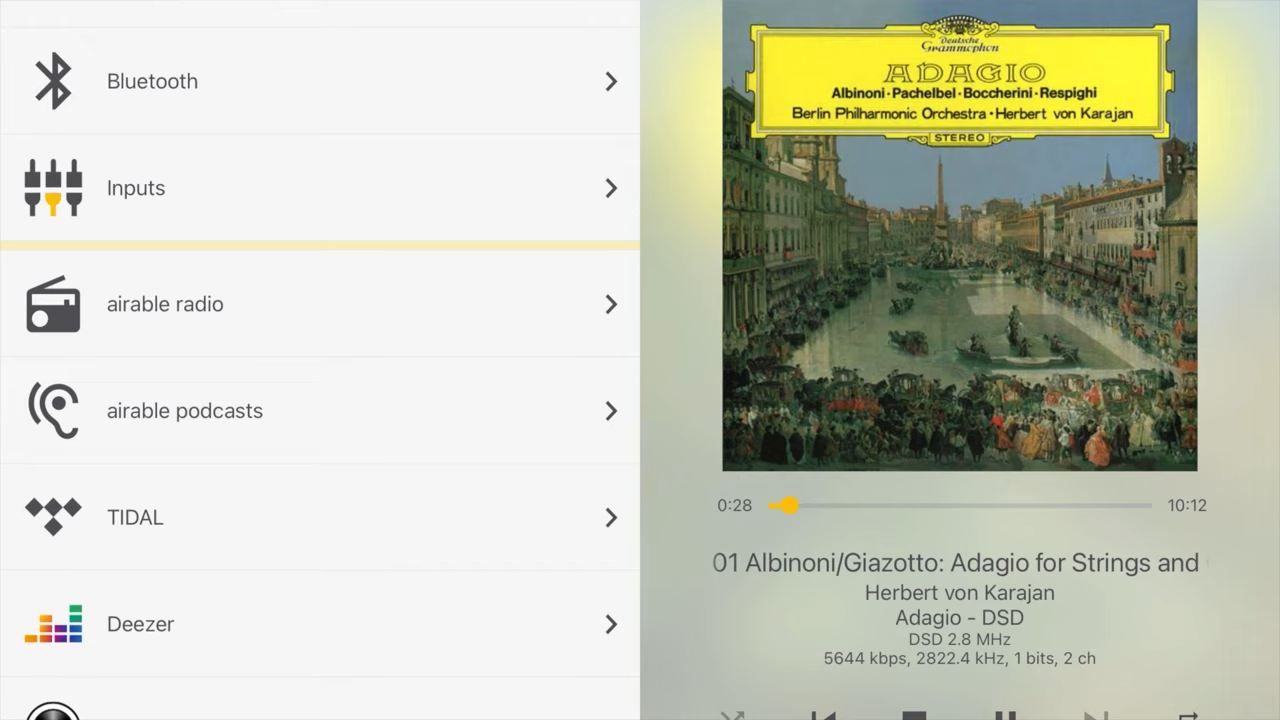 Bluetooth
Inputs
airable radio
airable podcasts
TIDAL
Deezer
Deutsche
Grammophon
ADAGIO
Albinoni·Pachelbel·Boccherini·Respighi
Berlin Philharmonic Orchestra·Herbert von Karajan
STEREO
0:28
10:12
01 Albinoni/Giazotto: Adagio for Strings and
Herbert von Karajan
Adagio - DSD
DSD 2.8 MHz
5644 kbps, 2822.4 kHz, 1 bits, 2 ch